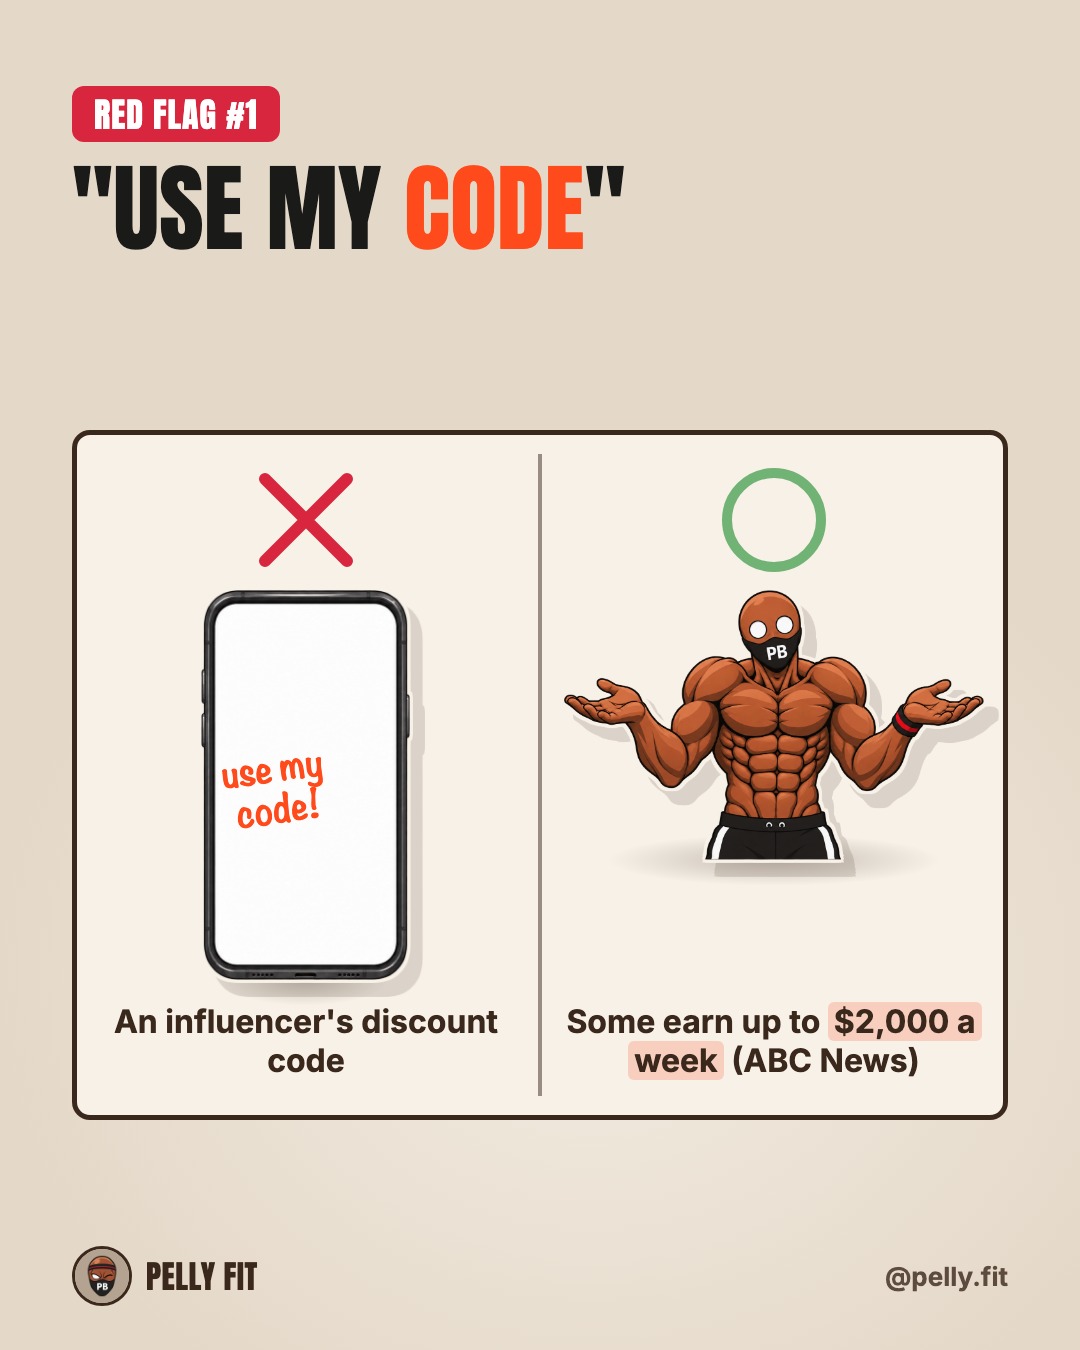 RED FLAG #1
"USE MY CODE"
use my
code!
PB
An influencer's discount
code
Some earn up to $2,000 a
week (ABC News)
PB
PELLY FIT
@pelly.fit